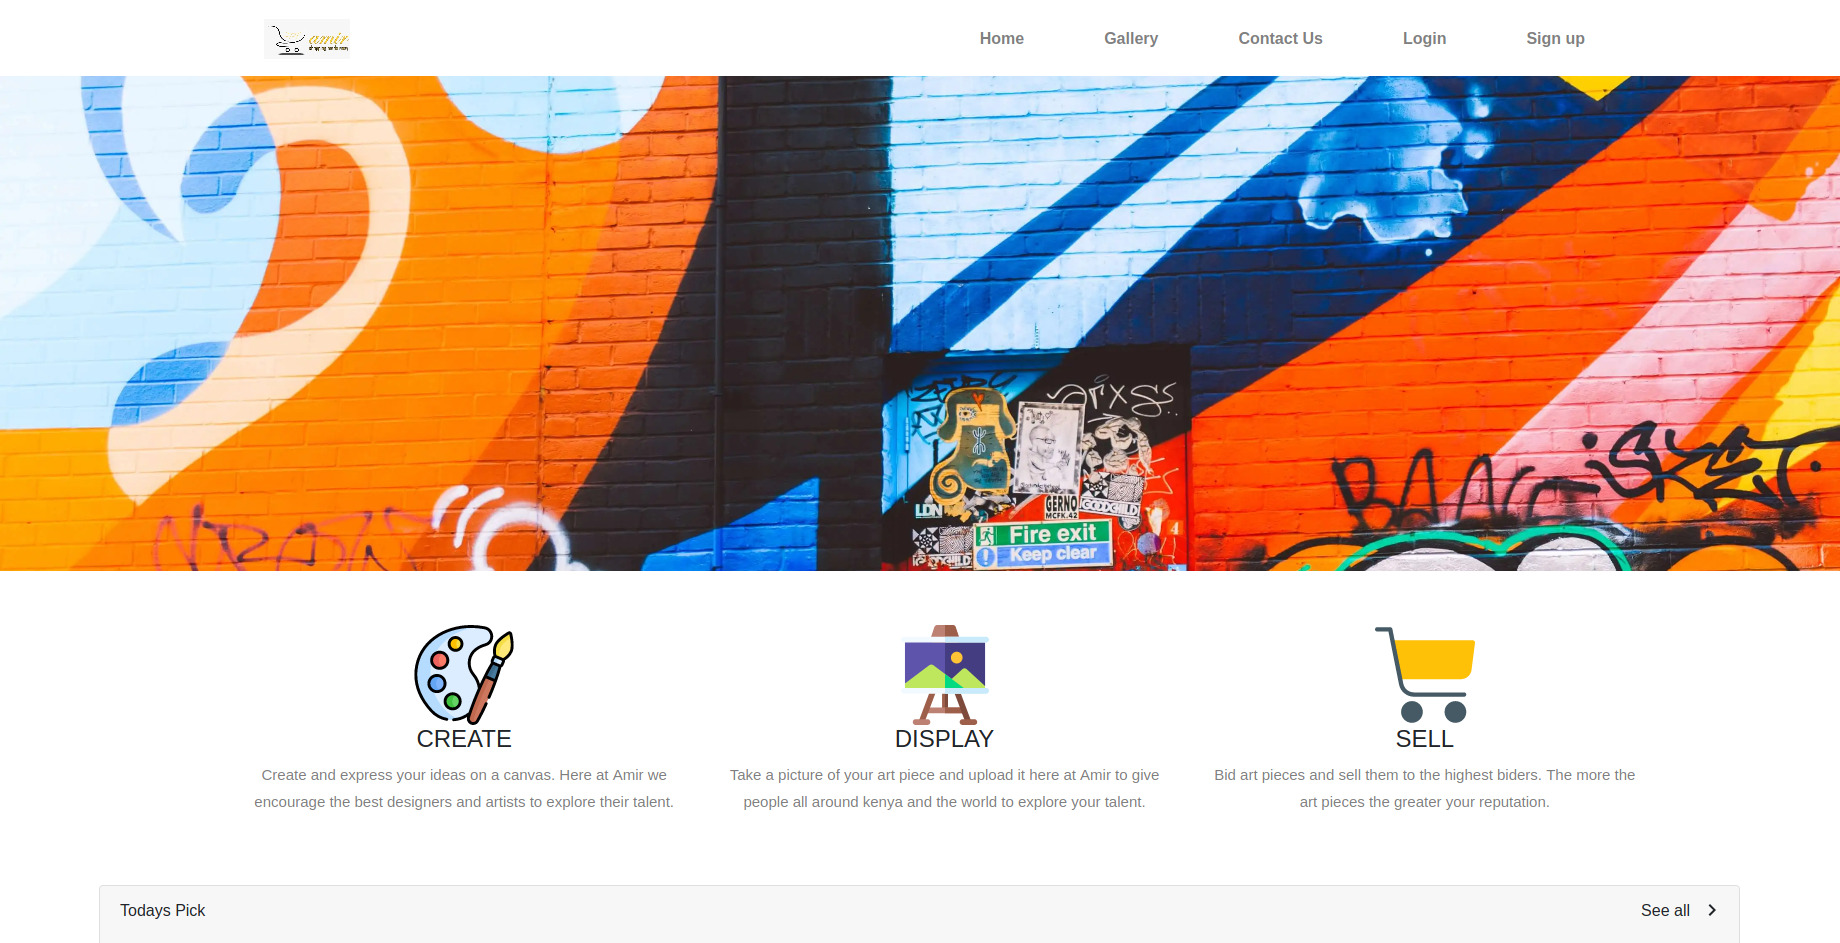 amir
Home
Gallery
Contact Us
Login
Sign up
LDN
GERNO
MCFK.42
Fire exit
Keep clear
CREATE
Create and express your ideas on a canvas. Here at Amir we
encourage the best designers and artists to explore their talent.
DISPLAY
Take a picture of your art piece and upload it here at Amir to give
people all around kenya and the world to explore your talent.
SELL
Bid art pieces and sell them to the highest biders. The more the
art pieces the greater your reputation.
Todays Pick
See all